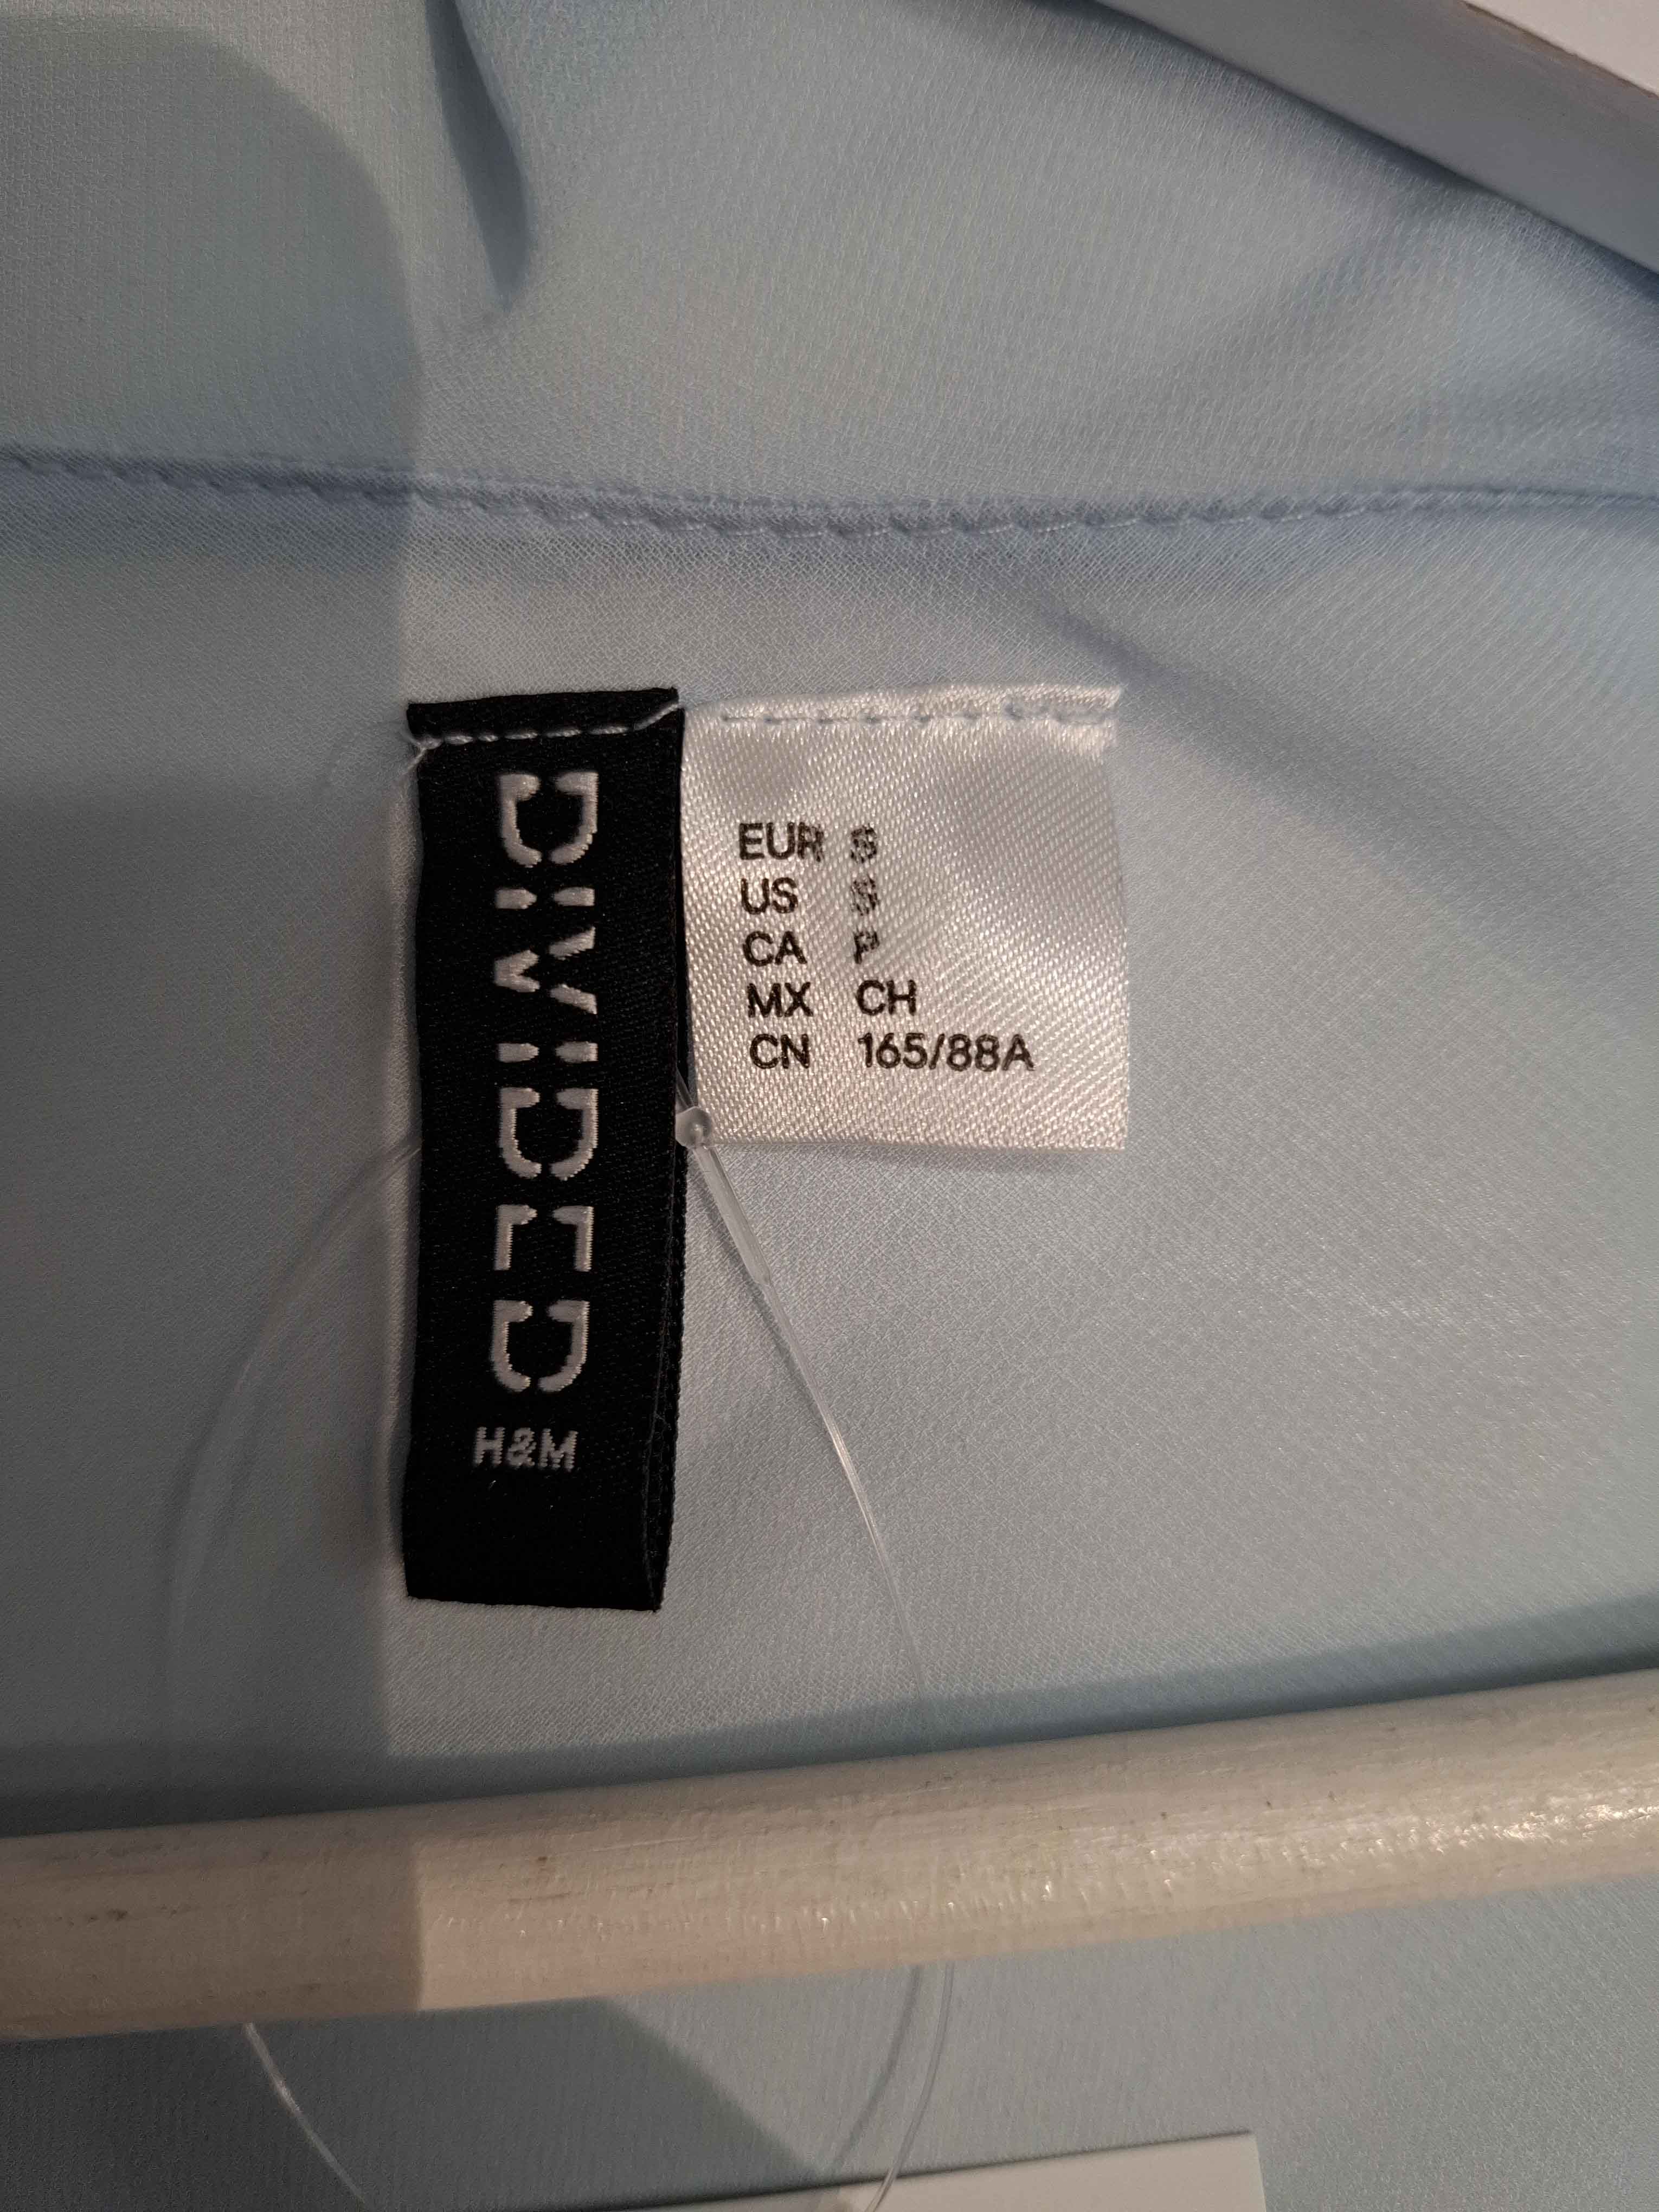 DIVIDED
H&M
EUR S
US S
CA P
MX CH
CN 165/88A